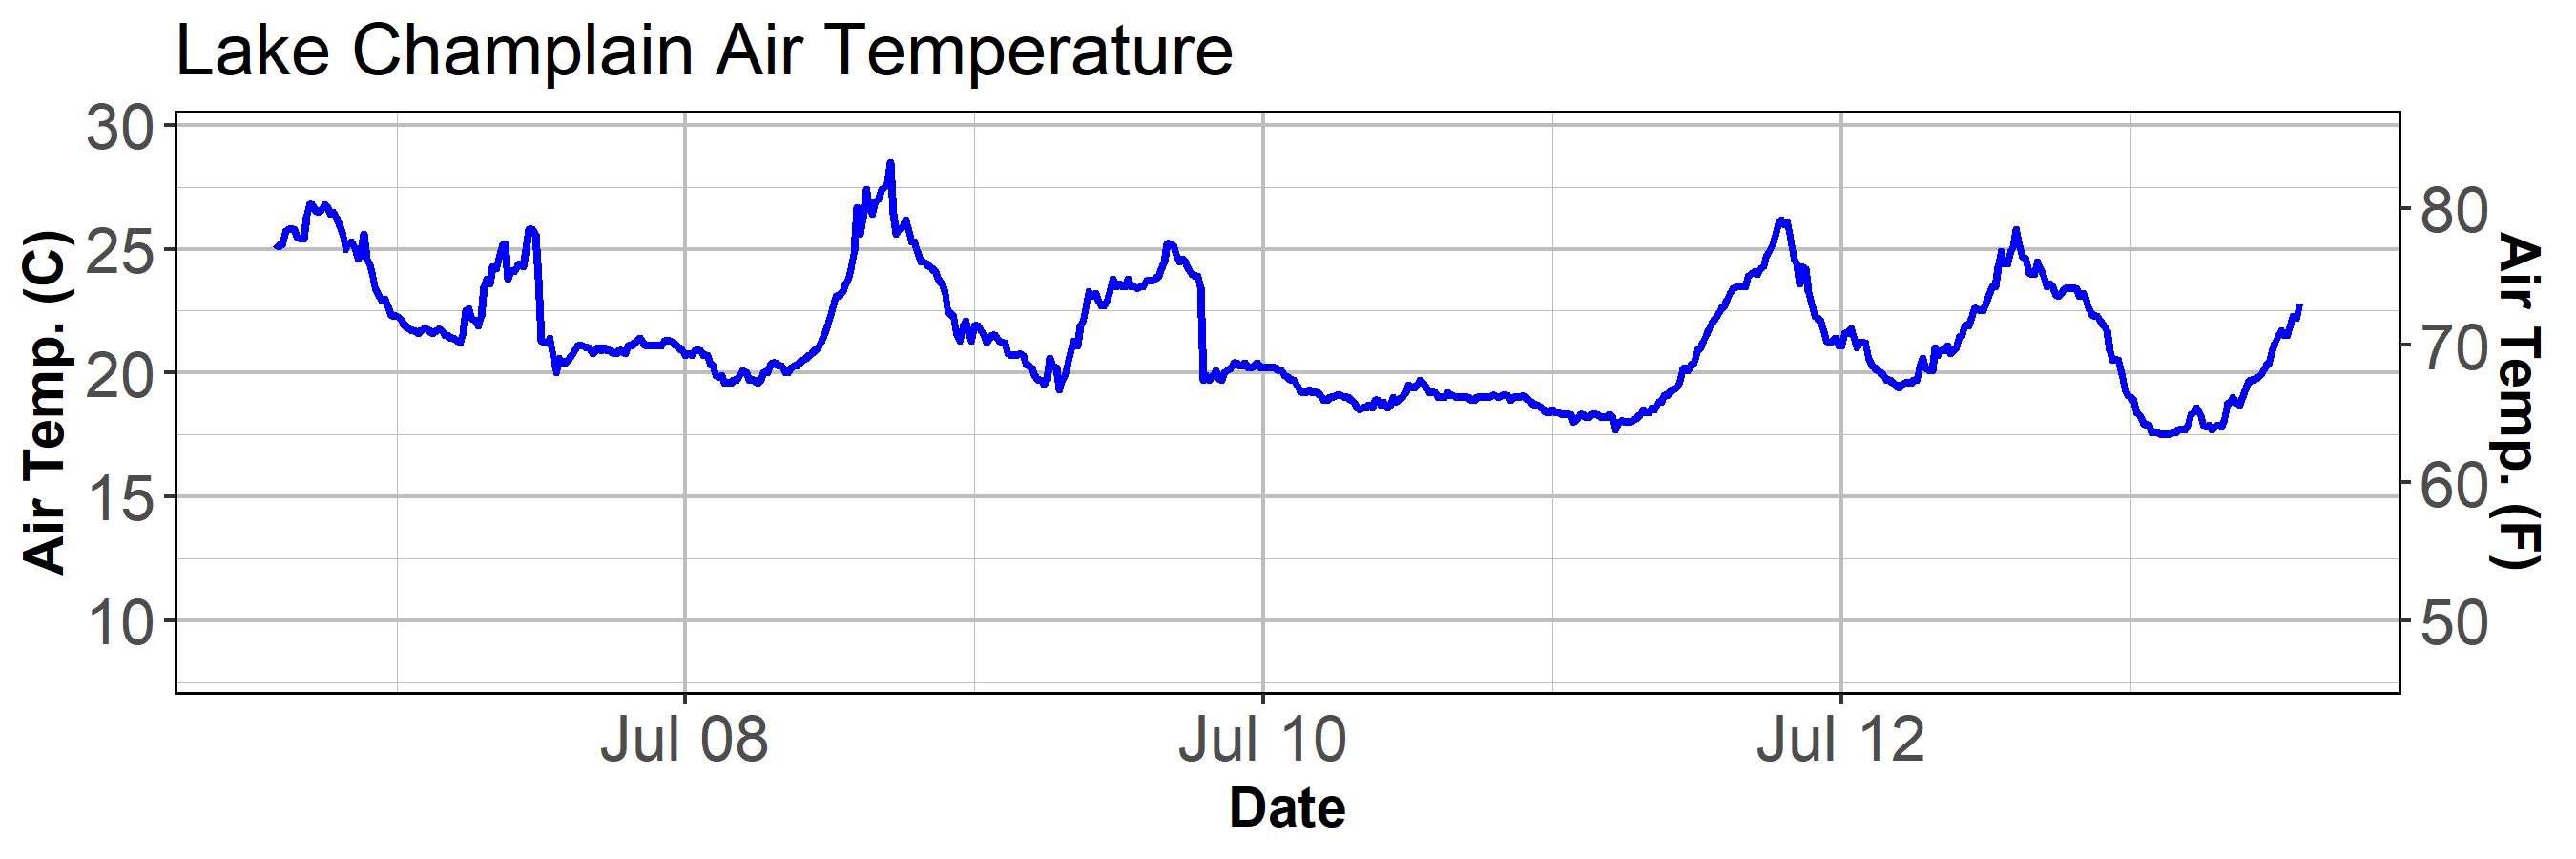 Lake Champlain Air Temperature
30
25
20
15
10
Air Temp. (C)
80
70
60
50
Air Temp. (F)
Jul 08
Jul 10
Jul 12
Date